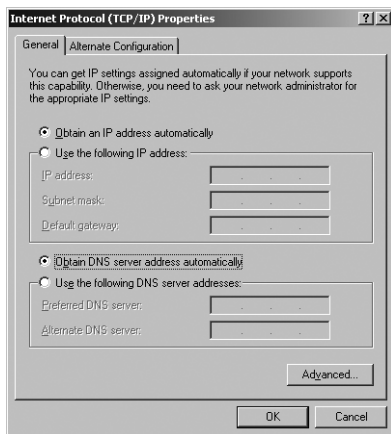 Internet Protocol (TCP/IP) Properties
General
Alternate Configuration
You can get IP settings assigned automatically if your network supports
this capability. Otherwise, you need to ask your network administrator for
the appropriate IP settings.
Obtain an IP address automatically
Use the following IP address:
IP address:
Subnet mask:
Default gateway:
Obtain DNS server address automatically
Use the following DNS server addresses:
Preferred DNS server:
Alternate DNS server:
Advanced...
OK
Cancel